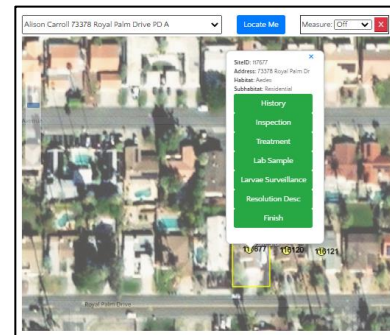 Alison Carroll 73378 Royal Palm Drive PD A
Locate Me
Measure: Off
X
×
SiteID: 117677
Address: 73378 Royal Palm Dr
Habitat: Aedes
Subhabitat: Residential
History
Inspection
Treatment
Lab Sample
Larvae Surveillance
Resolution Desc
Finish
117677 116120 116121
Royal Palm Drive